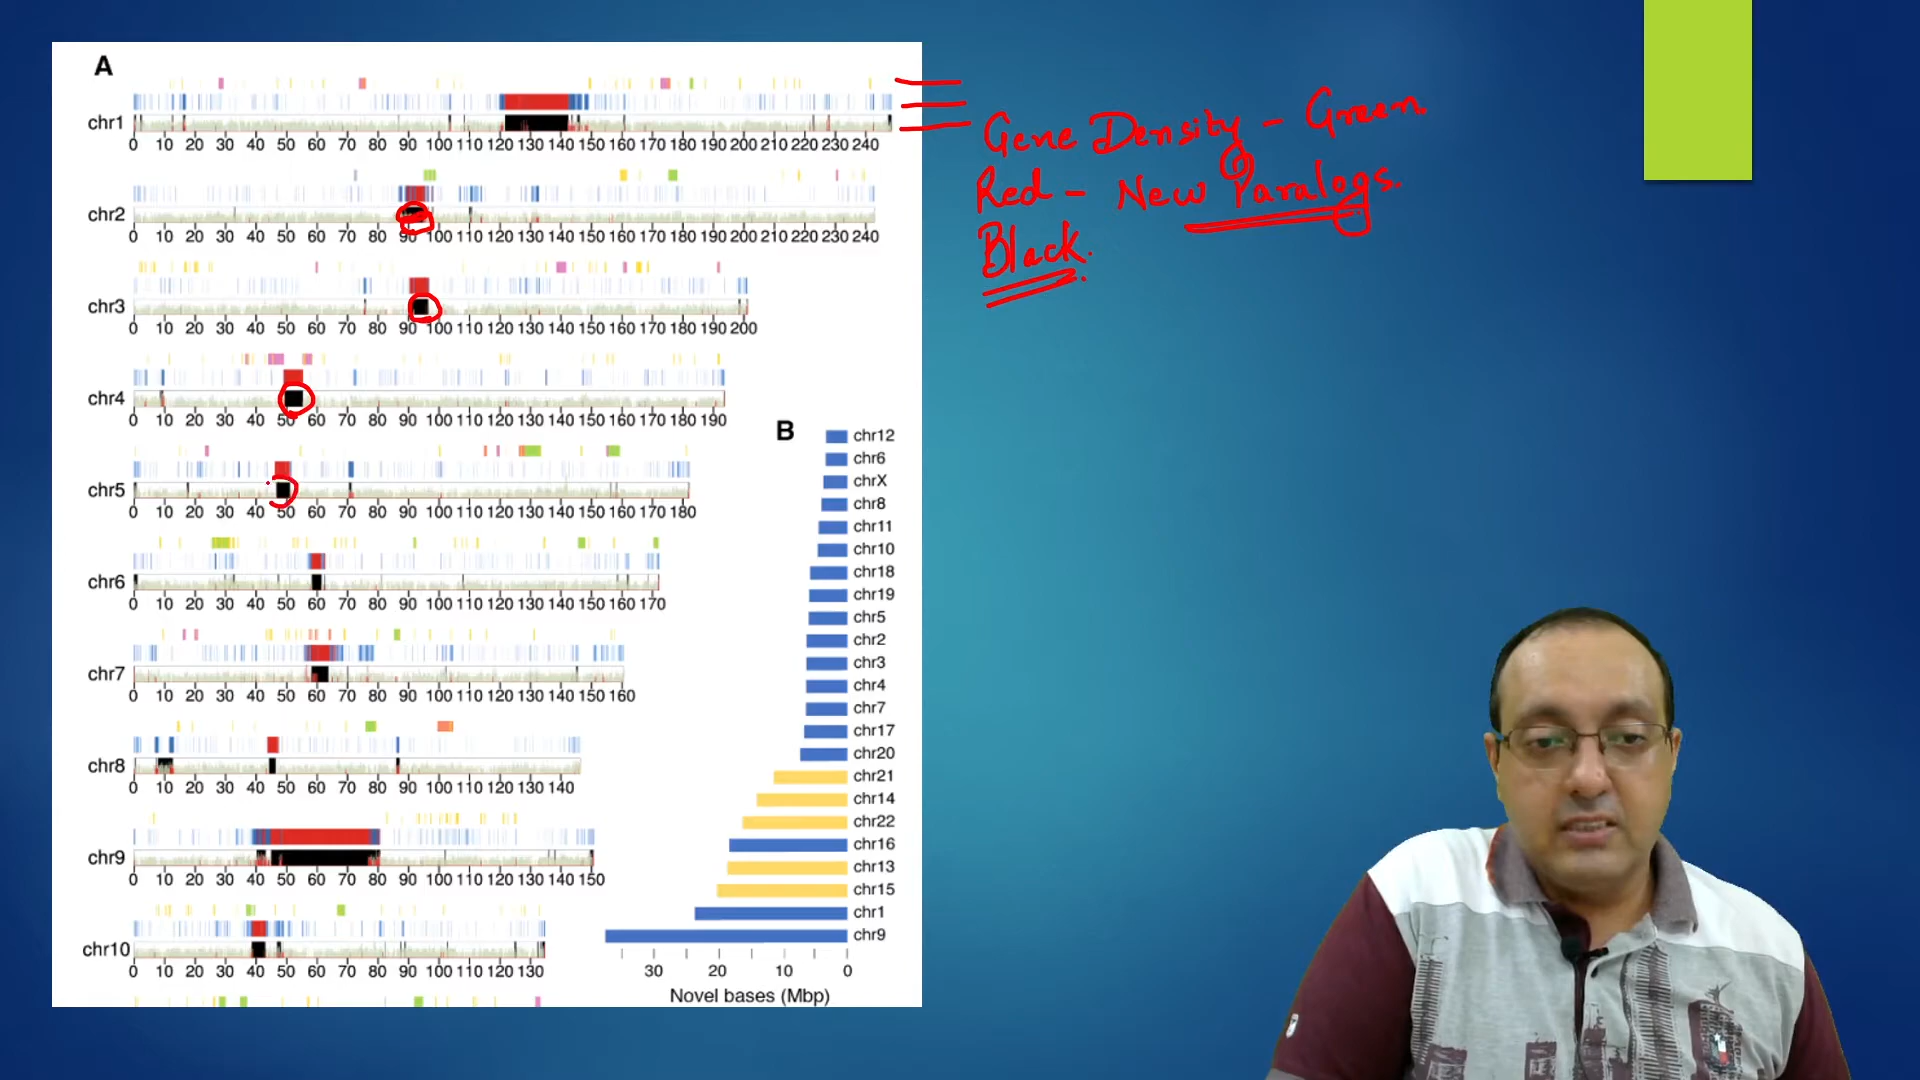 A
chr1
0 10 20 30 40 50 60 70 80 90 100 110 120 130 140 150 160 170 180 190 200 210 220 230 240
chr2
0 10 20 30 40 50 60 70 80 90 100 110 120 130 140 150 160 170 180 190 200 210 220 230 240
chr3
0 10 20 30 40 50 60 70 80 90 100 110 120 130 140 150 160 170 180 190 200
chr4
0 10 20 30 40 50 60 70 80 90 100 110 120 130 140 150 160 170 180 190
chr5
0 10 20 30 40 50 60 70 80 90 100 110 120 130 140 150 160 170 180
chr6
0 10 20 30 40 50 60 70 80 90 100 110 120 130 140 150 160 170
chr7
0 10 20 30 40 50 60 70 80 90 100 110 120 130 140 150 160
chr8
0 10 20 30 40 50 60 70 80 90 100 110 120 130 140
chr9
0 10 20 30 40 50 60 70 80 90 100 110 120 130 140 150
chr10
0 10 20 30 40 50 60 70 80 90 100 110 120 130
B
chr12
chr6
chrX
chr8
chr11
chr10
chr18
chr19
chr5
chr2
chr3
chr4
chr7
chr17
chr20
chr21
chr14
chr22
chr16
chr13
chr15
chr1
chr9
30 20 10 0
Novel bases (Mbp)
Gene Density - Green
Red - New Paralogs.
Black.